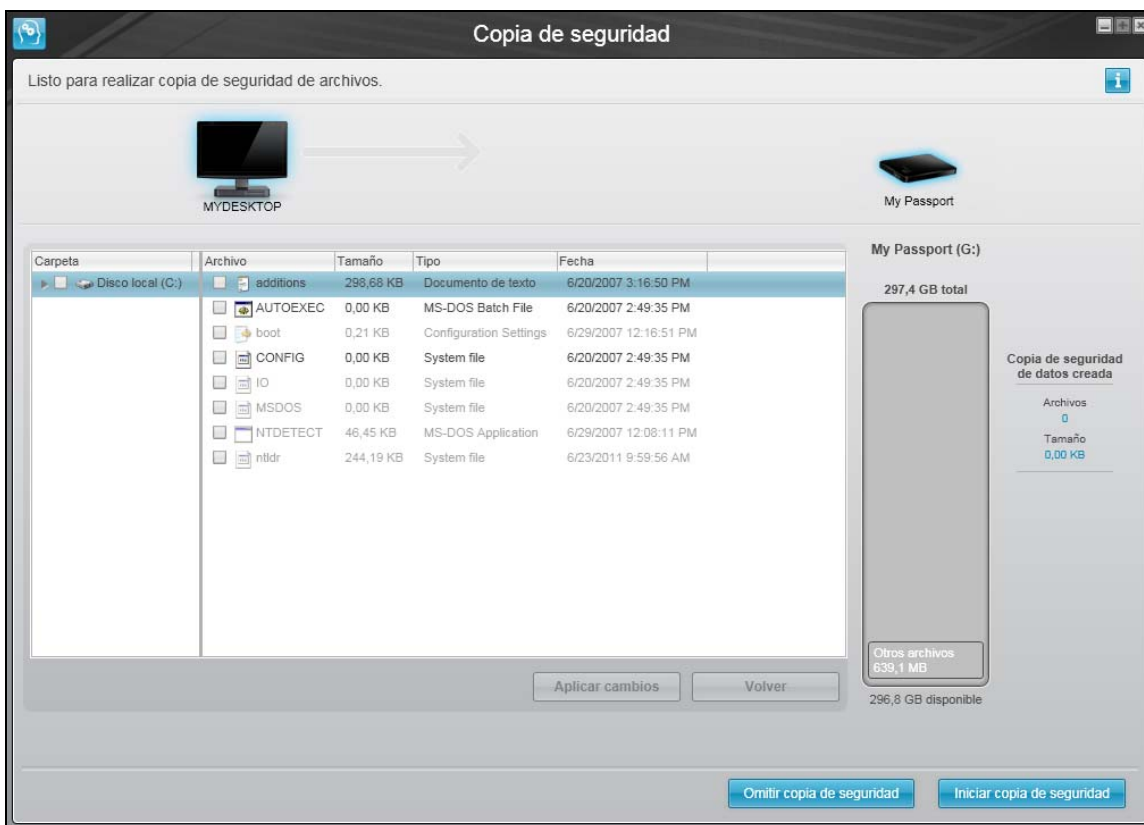 Copia de seguridad
Listo para realizar copia de seguridad de archivos.
MYDESKTOP
My Passport
Carpeta Archivo Tamaño Tipo Fecha
Disco local (C:) additions 298,68 KB Documento de texto 6/20/2007 3:16:50 PM
AUTOEXEC 0,00 KB MS-DOS Batch File 6/20/2007 2:49:35 PM
boot 0,21 KB Configuration Settings 6/29/2007 12:16:51 PM
CONFIG 0,00 KB System file 6/20/2007 2:49:35 PM
IO 0,00 KB System file 6/20/2007 2:49:35 PM
MSDOS 0,00 KB System file 6/20/2007 2:49:35 PM
NTDETECT 46,45 KB MS-DOS Application 6/29/2007 12:08:11 PM
ntldr 244,19 KB System file 6/23/2011 9:59:56 AM
Aplicar cambios Volver
My Passport (G:)
297,4 GB total
Otros archivos
639,1 MB
296,8 GB disponible
Copia de seguridad
de datos creada
Archivos
0
Tamaño
0,00 KB
Omitir copia de seguridad Iniciar copia de seguridad